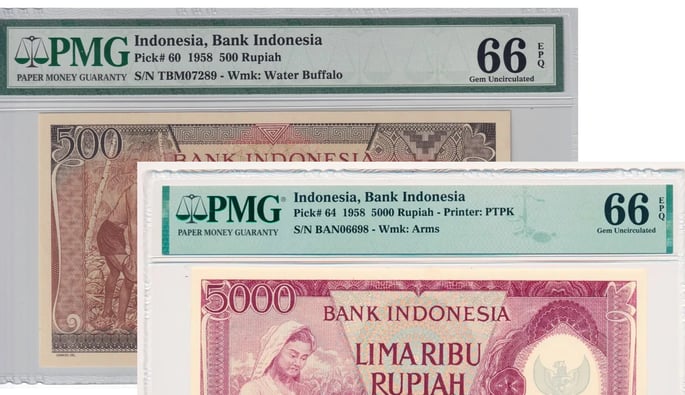 PMG
PAPER MONEY GUARANTY
Indonesia, Bank Indonesia
Pick# 60 1958 500 Rupiah
S/N TBM07289 - Wmk: Water Buffalo
66 EPQ
Gem Uncirculated
500
BANK INDONESIA
PMG®
PAPER MONEY GUARANTY
Indonesia, Bank Indonesia
Pick# 64 1958 5000 Rupiah - Printer: PTPK
S/N BAN06698 - Wmk: Arms
66 EPQ
Gem Uncirculated
5000
BANK INDONESIA
LIMA RIBU
RUPIAH